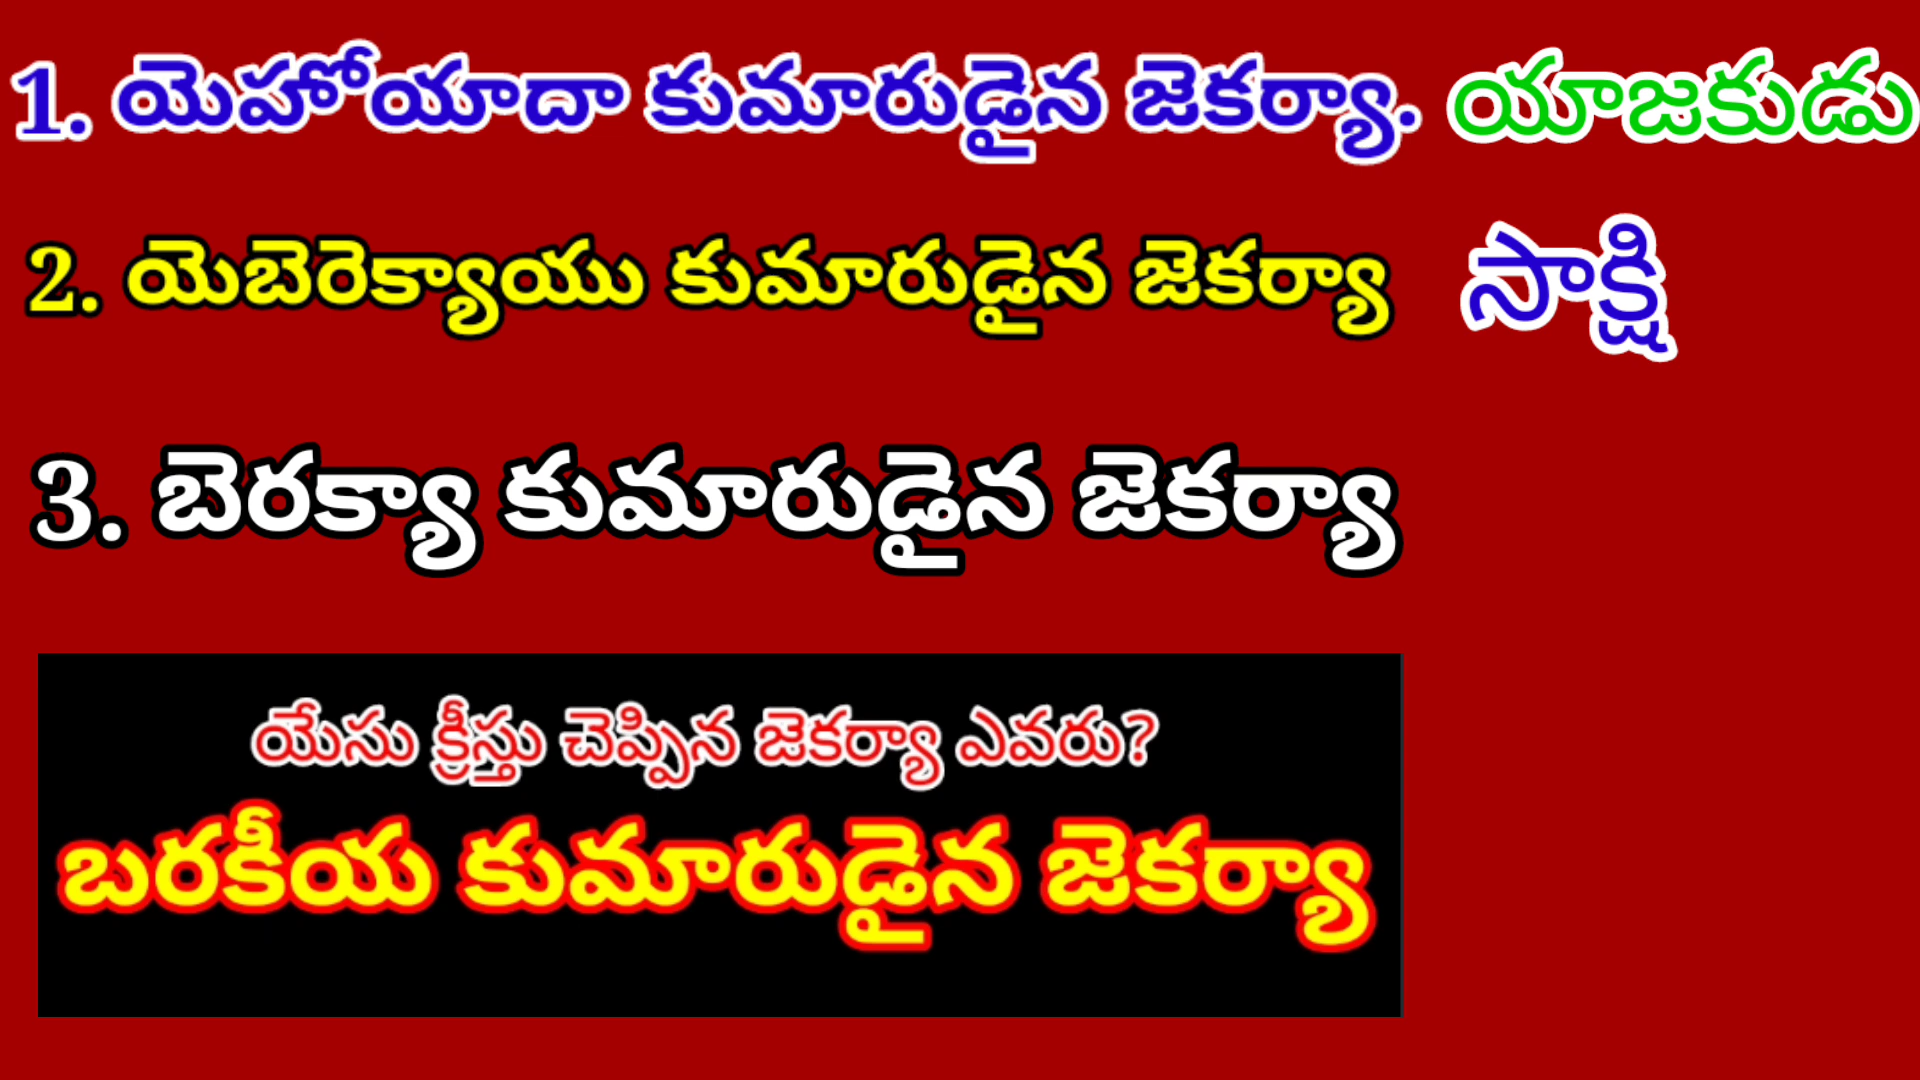 1. యెహోయాదా కుమారుడైన జెకర్యా. యాజకుడు
2. యెబెరెక్యాయు కుమారుడైన జెకర్యా సాక్షి
3. బెరక్యా కుమారుడైన జెకర్యా
యేసు క్రీస్తు చెప్పిన జెకర్యా ఎవరు?
బరకీయ కుమారుడైన జెకర్యా